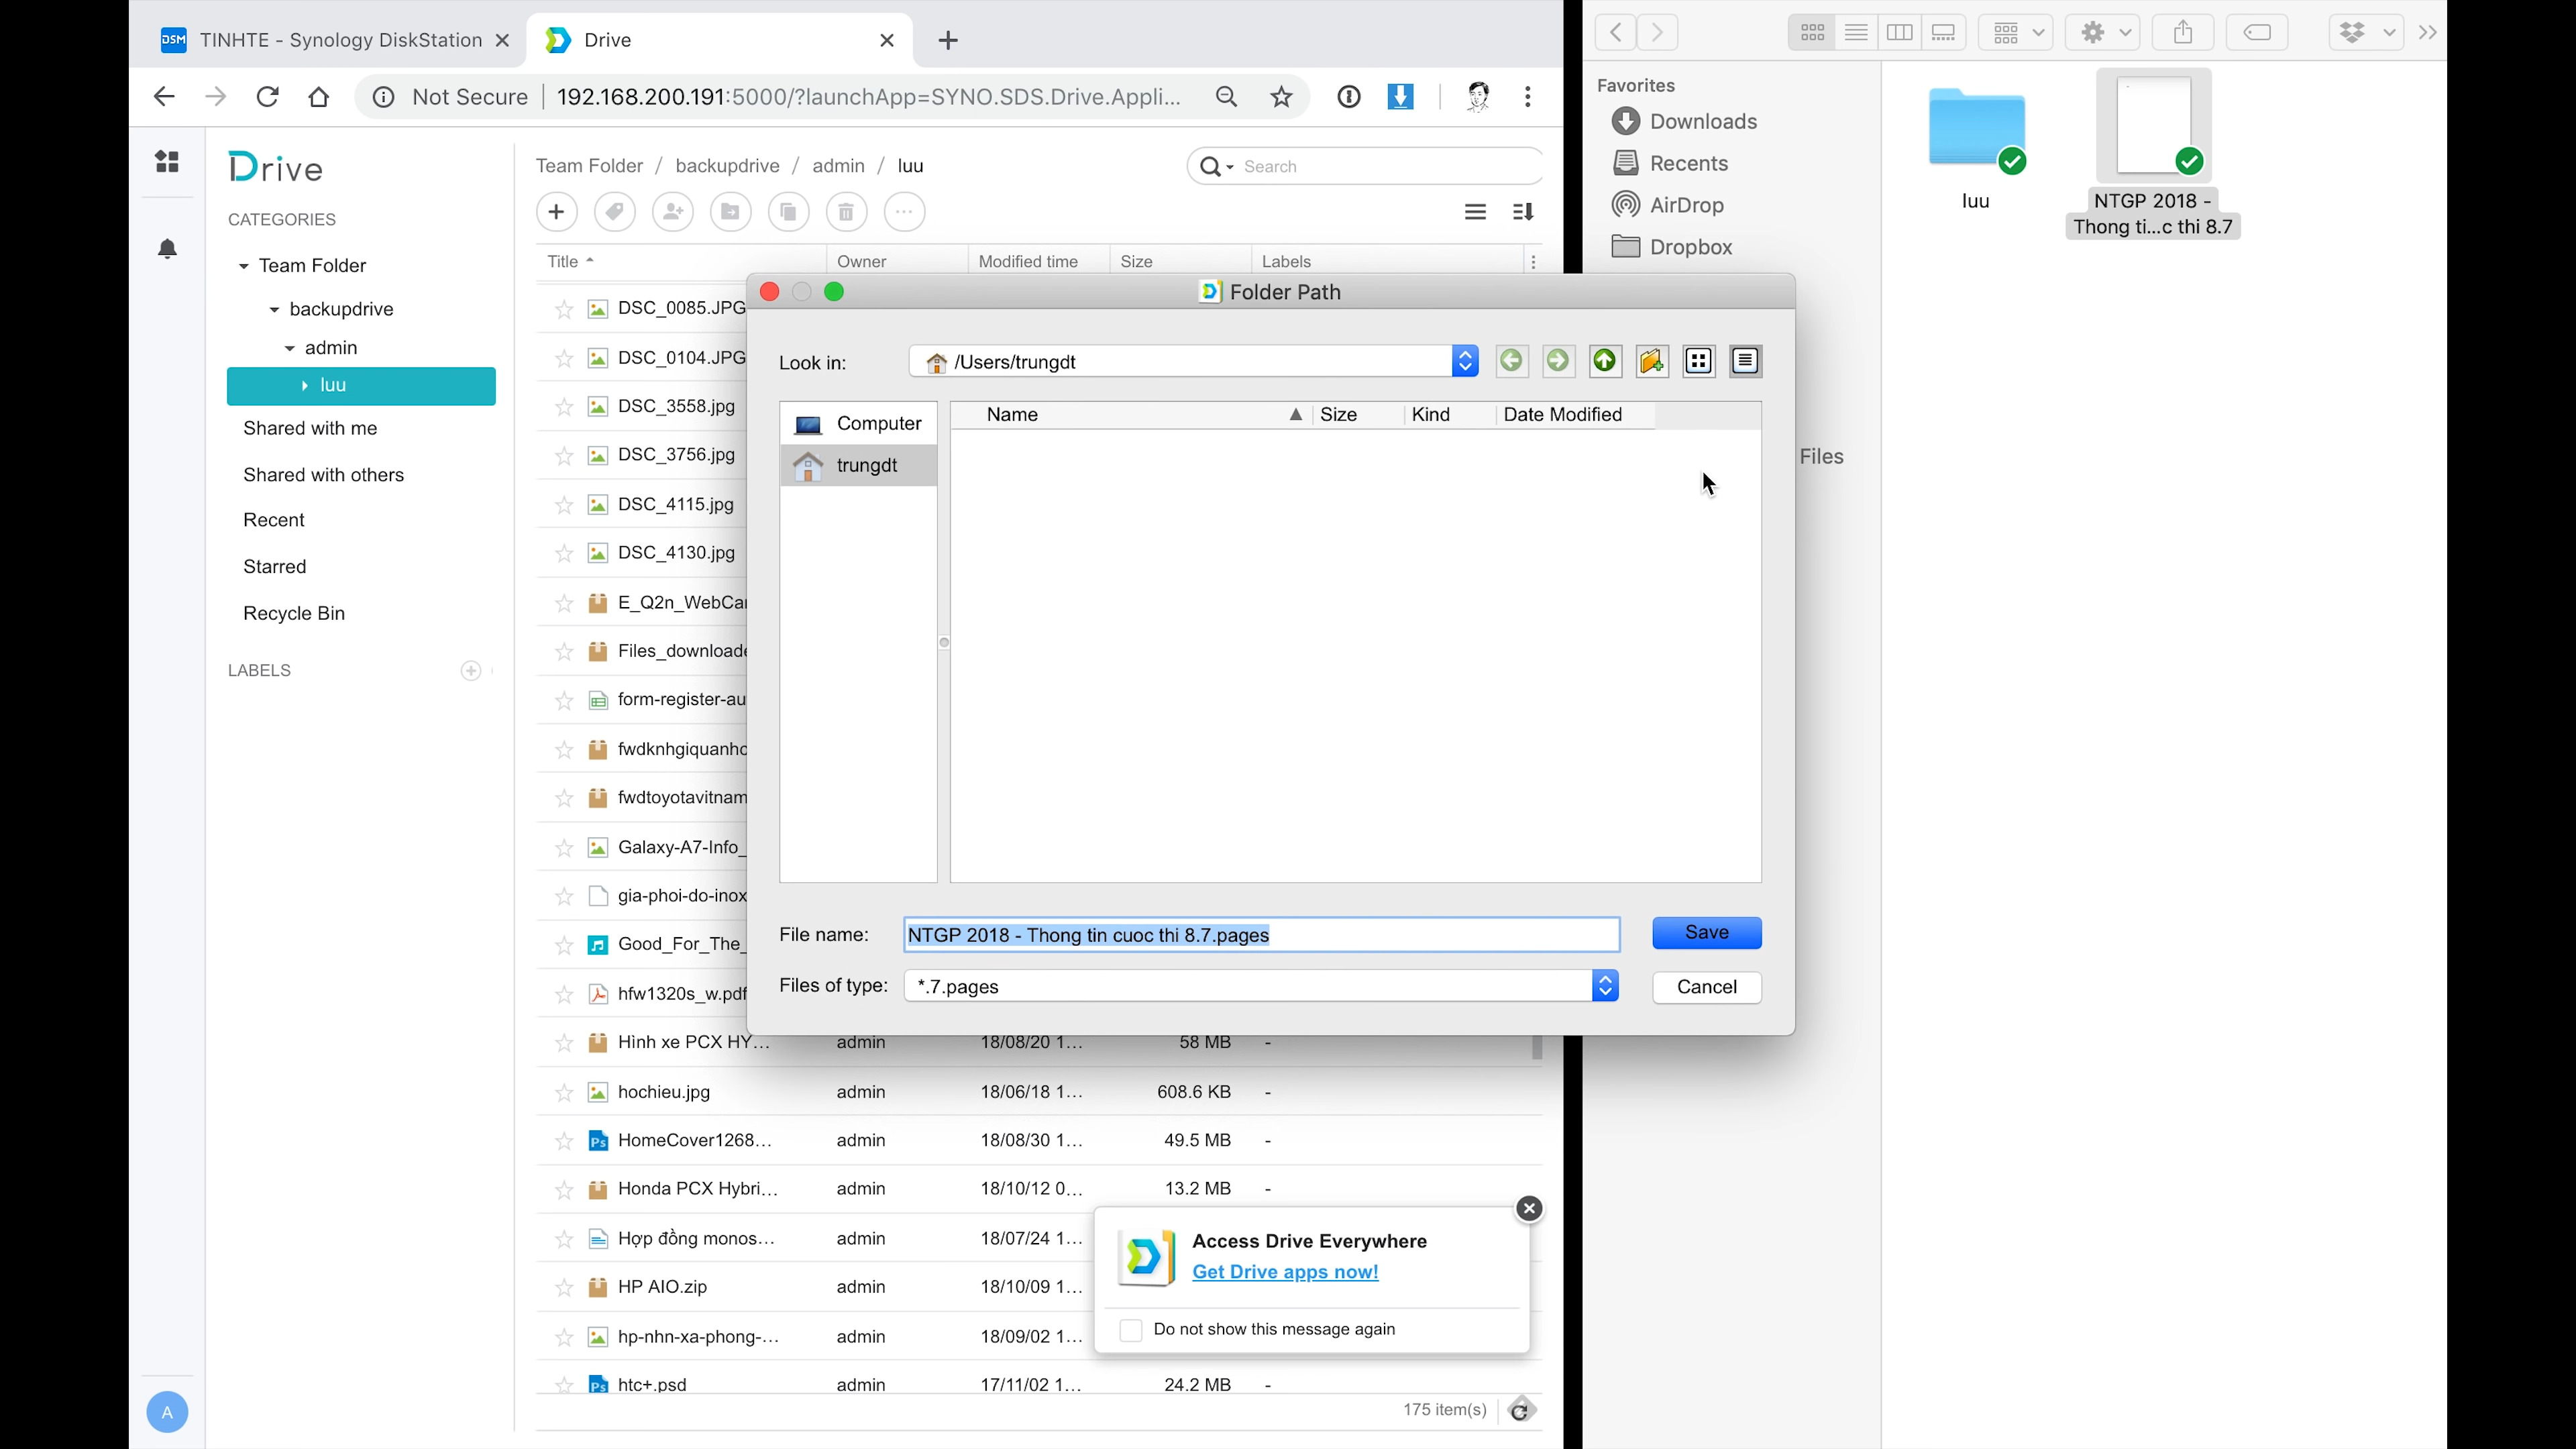 DSM TINHTE - Synology DiskStation
Drive
Not Secure 192.168.200.191:5000/?launchApp=SYNO.SDS.Drive.Appli...
Drive
CATEGORIES
Team Folder
backupdrive
admin
luu
Shared with me
Shared with others
Recent
Starred
Recycle Bin
LABELS
A
Team Folder / backupdrive / admin / luu
Search
Title Owner Modified time Size Labels
DSC_0085.JPG
DSC_0104.JPG
DSC_3558.jpg
DSC_3756.jpg
DSC_4115.jpg
DSC_4130.jpg
E_Q2n_WebCa
Files_download
form-register-au
fwdknhgiquanh
fwdtoyotavitnam
Galaxy-A7-Info_
gia-phoi-do-inox
Good_For_The_
hfw1320s_w.pdf
Hình xe PCX HY... admin 18/08/20 1... 58 MB -
hochieu.jpg admin 18/06/18 1... 608.6 KB -
Ps HomeCover1268... admin 18/08/30 1... 49.5 MB -
Honda PCX Hybri... admin 18/10/12 0... 13.2 MB -
Hợp đồng monos... admin 18/07/24 1...
HP AIO.zip admin 18/10/09 1...
hp-nhn-xa-phong-... admin 18/09/02 1...
Ps htc+.psd admin 17/11/02 1... 24.2 MB -
175 item(s)
Access Drive Everywhere
Get Drive apps now!
Do not show this message again
Folder Path
Look in: /Users/trungdt
Computer
trungdt
Name Size Kind Date Modified
File name: NTGP 2018 - Thong tin cuoc thi 8.7.pages
Save
Files of type: *.7.pages
Cancel
Favorites
Downloads
Recents
AirDrop
Dropbox
Files
luu
NTGP 2018 -
Thong ti...c thi 8.7